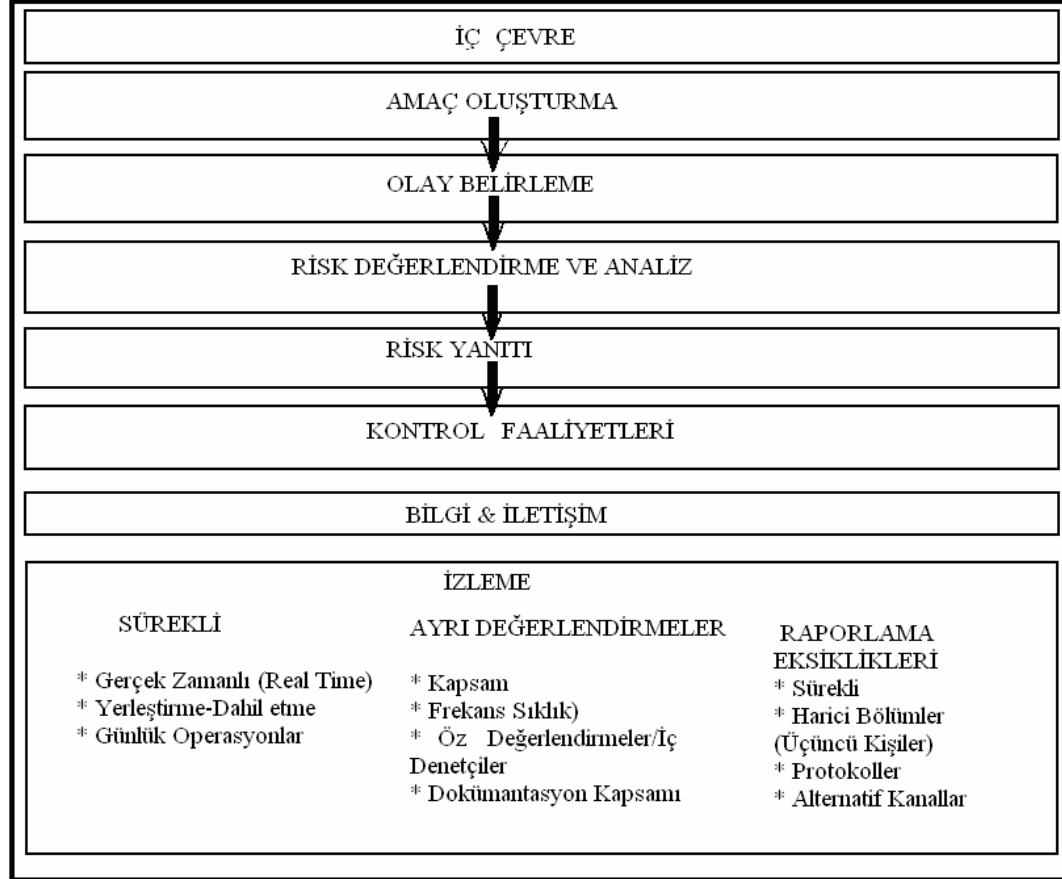 İÇ ÇEVRE
AMAÇ OLUŞTURMA
OLAY BELİRLEME
RİSK DEĞERLENDİRME VE ANALİZ
RİSK YANITI
KONTROL FAALİYETLERİ
BİLGİ & İLETİŞİM
İZLEME
SÜREKLİ
* Gerçek Zamanlı (Real Time)
* Yerleştirme-Dahil etme
* Günlük Operasyonlar
AYRI DEĞERLENDİRMELER
* Kapsam
* Frekans Sıklık)
* Öz Değerlendirmeler/İç
Denetçiler
* Dokümantasyon Kapsamı
RAPORLAMA
EKSİKLİKLERİ
* Sürekli
* Harici Bölümler
(Üçüncü Kişiler)
* Protokoller
* Alternatif Kanallar